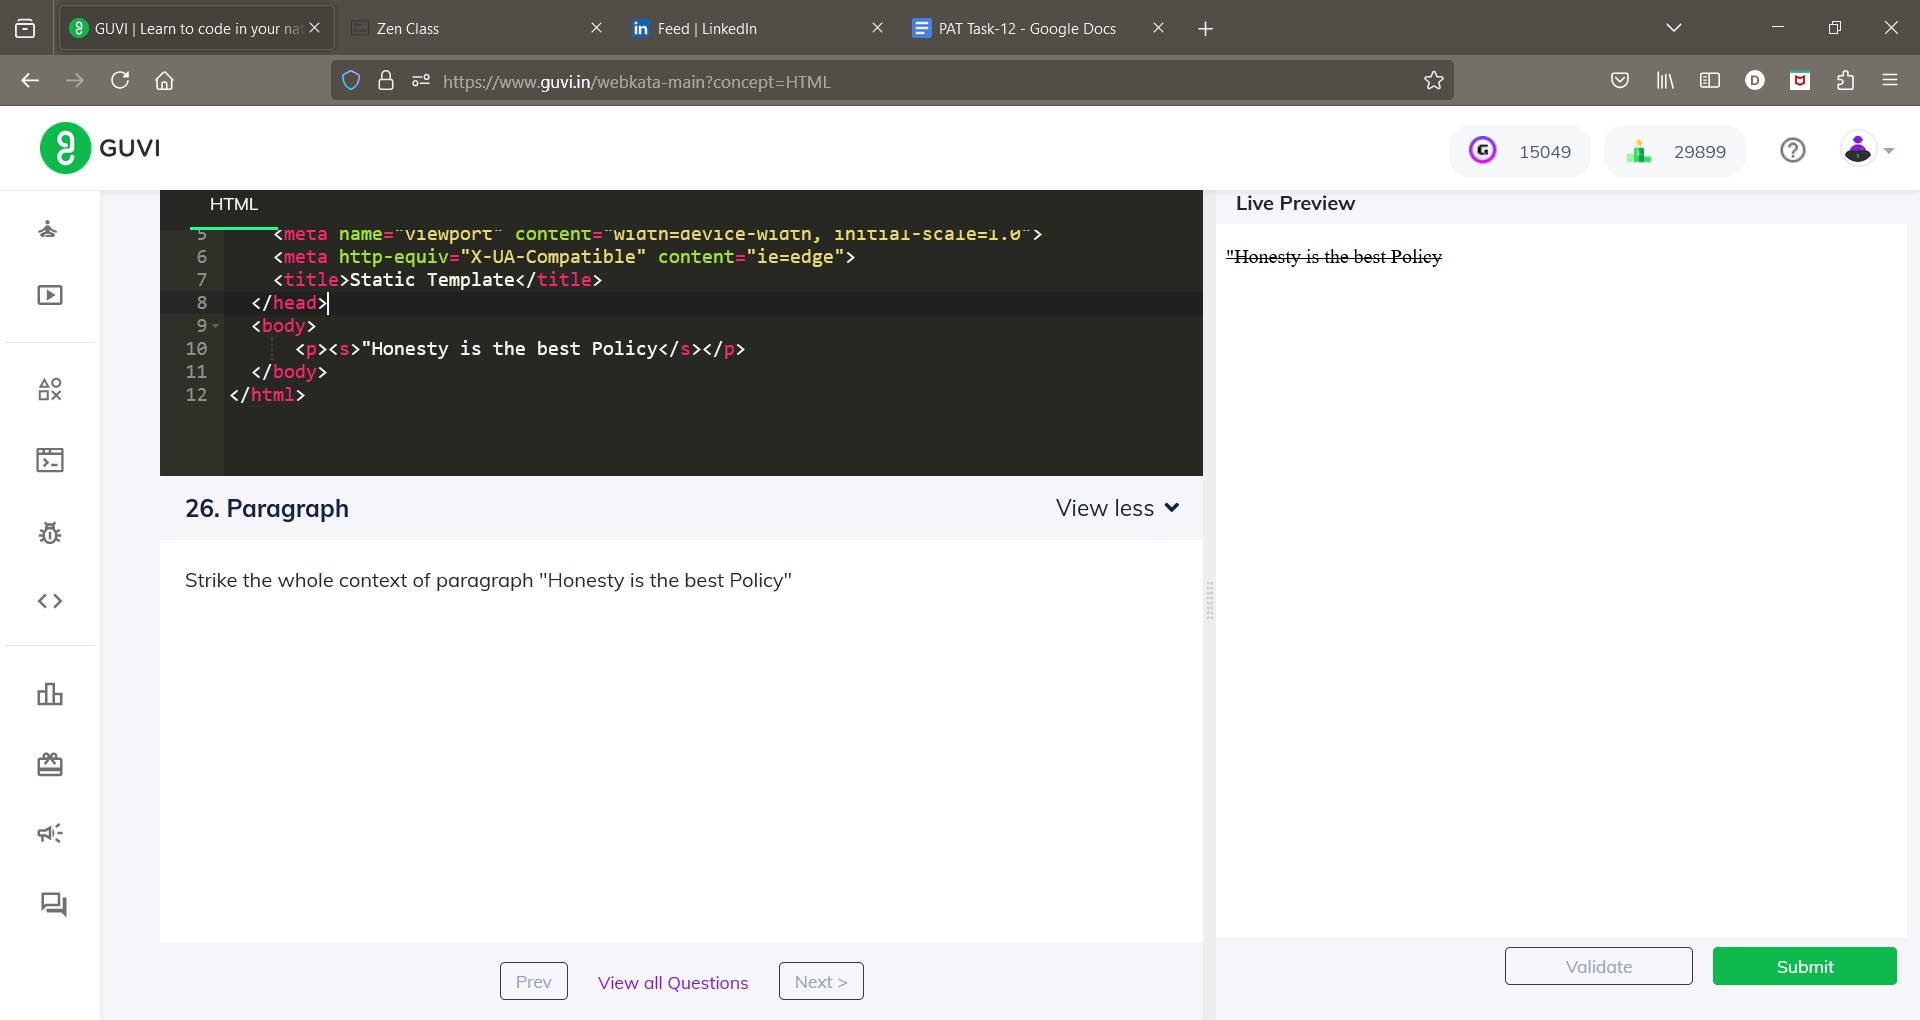 GUVI | Learn to code in your nat
Zen Class
Feed | LinkedIn
PAT Task-12 - Google Docs
https://www.guvi.in/webkata-main?concept=HTML
GUVI
15049
29899
HTML
Live Preview
5 <meta name="viewport" content="width=device-width, initial-scale=1.0">
6 <meta http-equiv="X-UA-Compatible" content="ie=edge">
7 <title>Static Template</title>
8 </head>
9 <body>
10 <p><s>"Honesty is the best Policy</s></p>
11 </body>
12 </html>
"Honesty is the best Policy
26. Paragraph
View less
Strike the whole context of paragraph "Honesty is the best Policy"
Prev
View all Questions
Next >
Validate
Submit